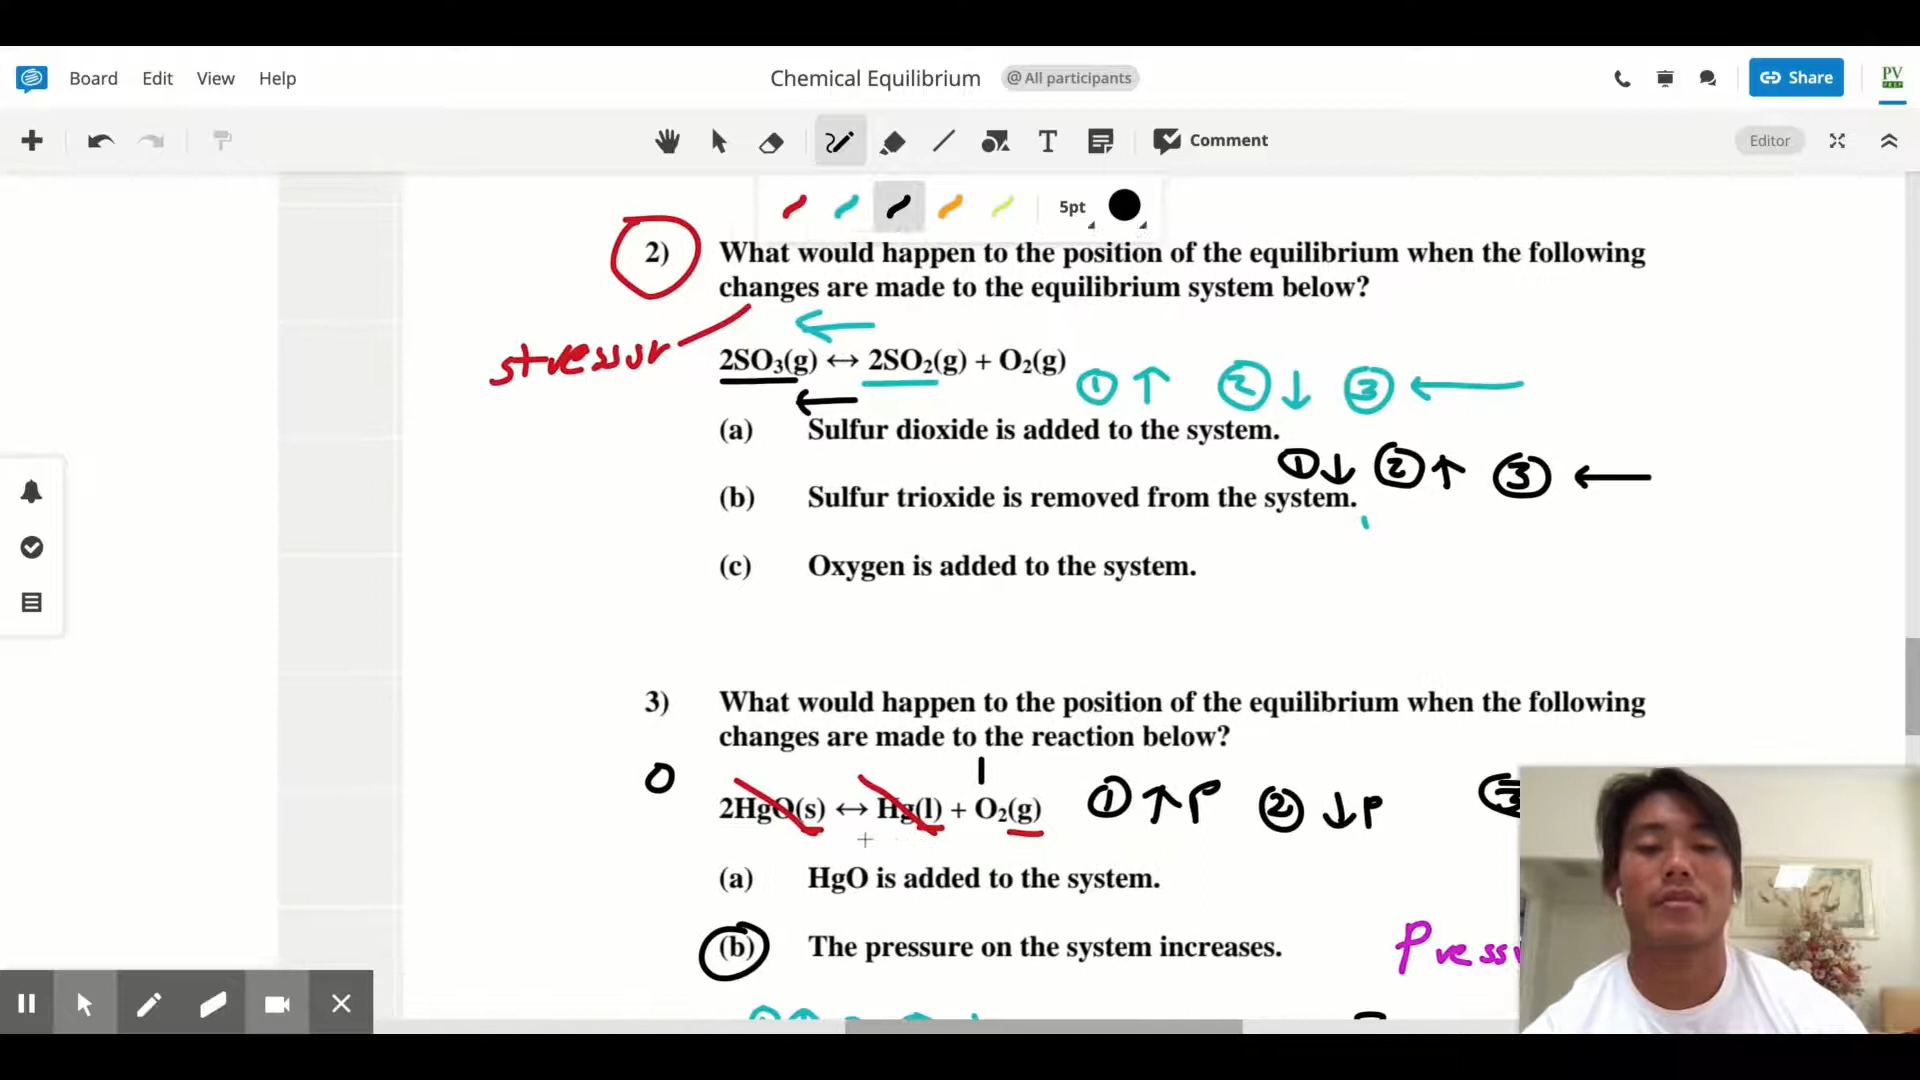 Board Edit View Help Chemical Equilibrium @ All participants Share PV PREP
T Comment Editor
5pt
2) What would happen to the position of the equilibrium when the following
changes are made to the equilibrium system below?
stressur
2SO₃(g) ↔ 2SO₂(g) + O₂(g) ① ↑ ② ↓ ③ ←
(a) Sulfur dioxide is added to the system.
① ↓ ② ↑ ③ ←
(b) Sulfur trioxide is removed from the system.
(c) Oxygen is added to the system.
3) What would happen to the position of the equilibrium when the following
changes are made to the reaction below?
0 1
2HgO(s) ↔ Hg(l) + O₂(g) ① ↑P ② ↓P
(a) HgO is added to the system.
(b) The pressure on the system increases. Press